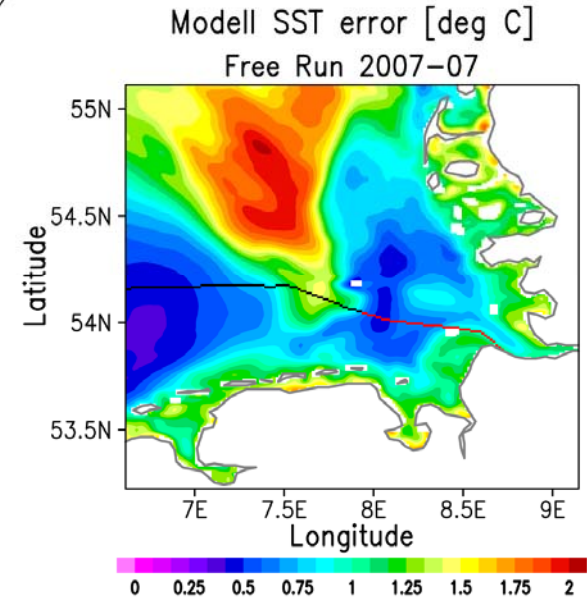 Modell SST error [deg C]
Free Run 2007-07
55N
54.5N
54N
53.5N
Latitude
7E 7.5E 8E 8.5E 9E
Longitude
0 0.25 0.5 0.75 1 1.25 1.5 1.75 2